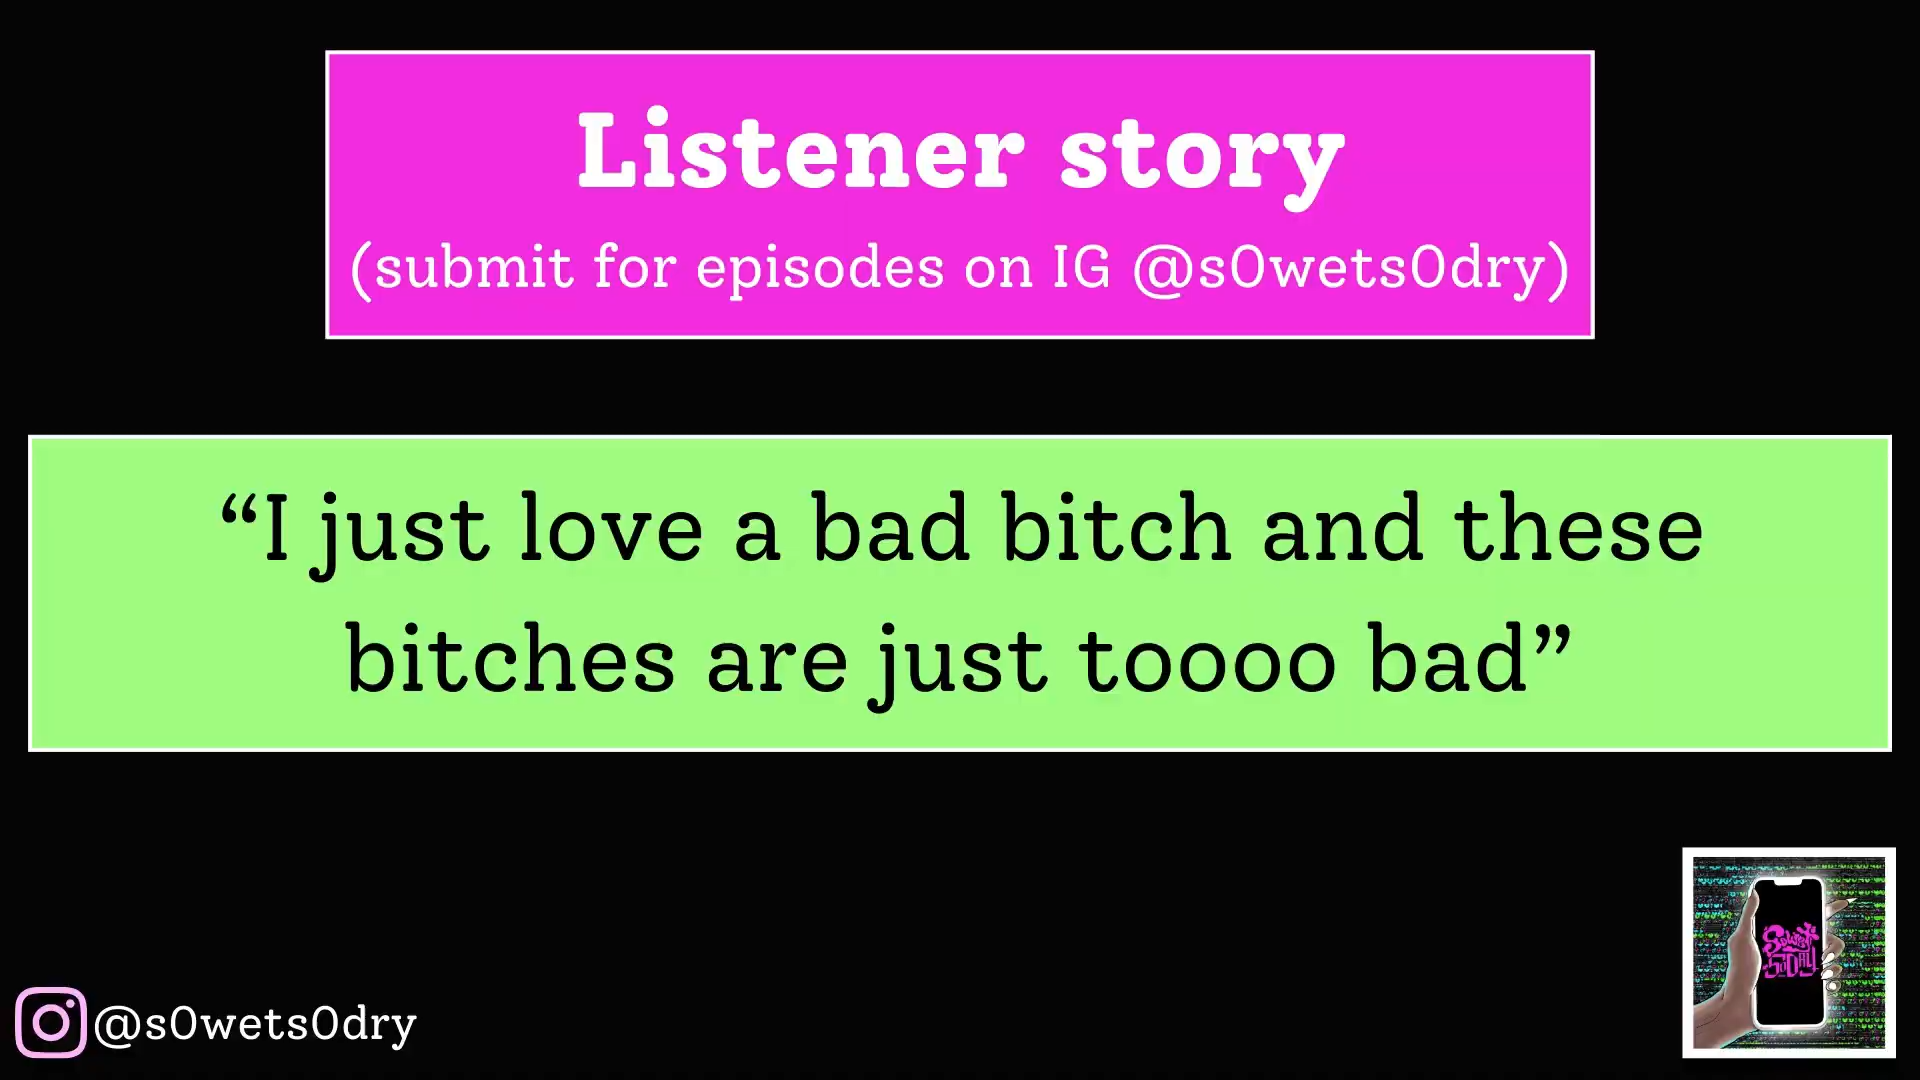 Listener story
(submit for episodes on IG @s0wets0dry)
“I just love a bad bitch and these
bitches are just toooo bad”
@s0wets0dry